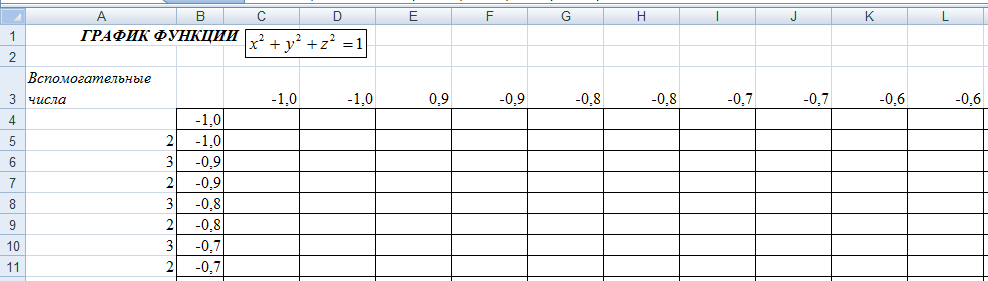 A B C D E F G H I J K L
1 ГРАФИК ФУНКЦИИ x² + y² + z² = 1
2
Вспомогательные
3 числа -1,0 -1,0 0,9 -0,9 -0,8 -0,8 -0,7 -0,7 -0,6 -0,6
4 -1,0
5 2 -1,0
6 3 -0,9
7 2 -0,9
8 3 -0,8
9 2 -0,8
10 3 -0,7
11 2 -0,7